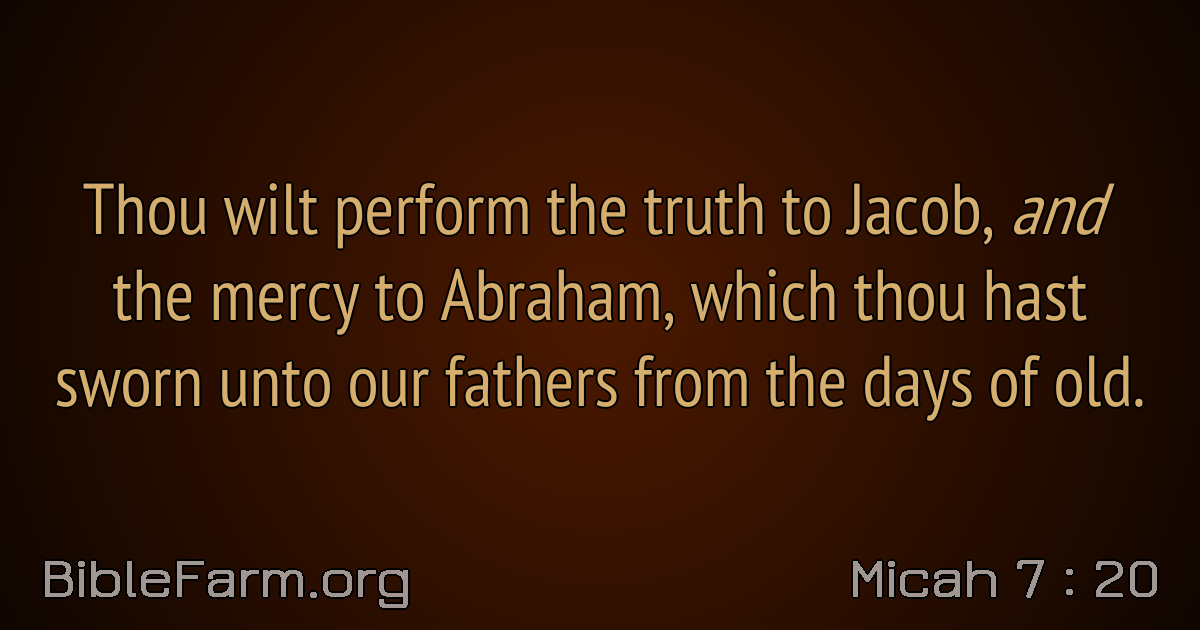 Thou wilt perform the truth to Jacob, and
the mercy to Abraham, which thou hast
sworn unto our fathers from the days of old.
BibleFarm.org
Micah 7 : 20